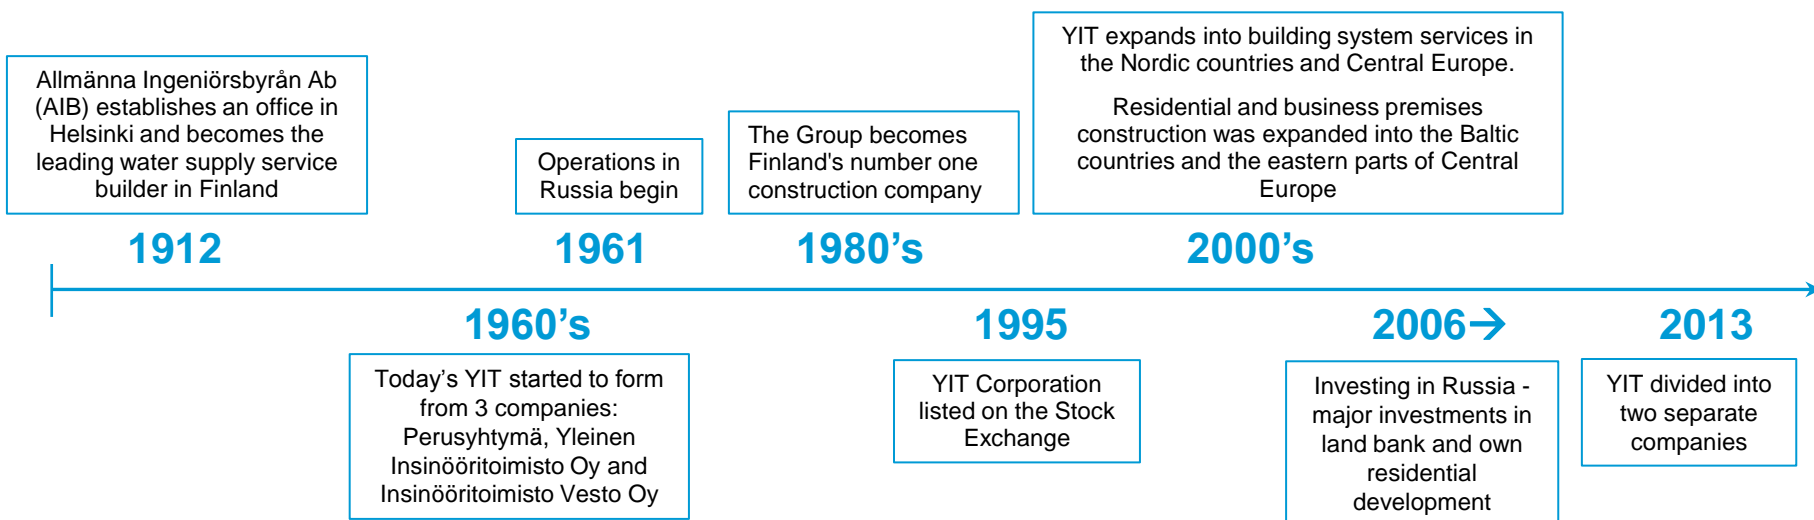 Allmänna Ingeniörsbyrån Ab
(AIB) establishes an office in
Helsinki and becomes the
leading water supply service
builder in Finland
1912
Today’s YIT started to form
from 3 companies:
Perusyhtymä, Yleinen
Insinööritoimisto Oy and
Insinööritoimisto Vesto Oy
1960’s
Operations in
Russia begin
1961
The Group becomes
Finland's number one
construction company
1980’s
1995
YIT Corporation
listed on the Stock
Exchange
YIT expands into building system services in
the Nordic countries and Central Europe.
Residential and business premises
construction was expanded into the Baltic
countries and the eastern parts of Central
Europe
2000’s
2006→
Investing in Russia -
major investments in
land bank and own
residential
development
2013
YIT divided into
two separate
companies